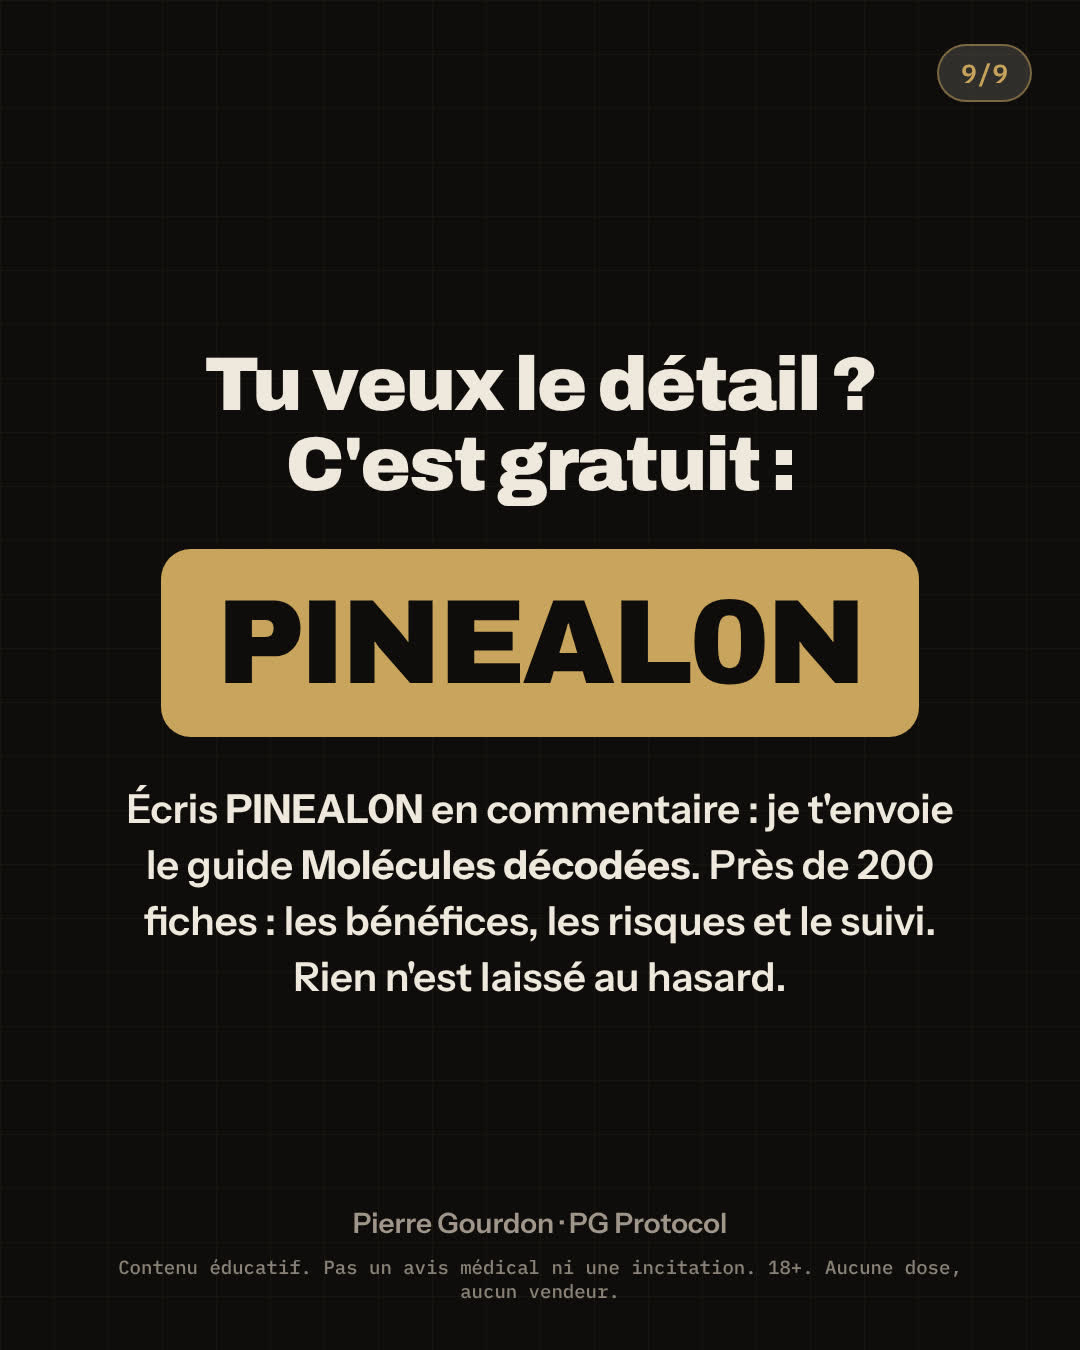 9/9
Tu veux le détail ?
C'est gratuit :
PINEAL0N
Écris PINEAL0N en commentaire : je t'envoie
le guide Molécules décodées. Près de 200
fiches : les bénéfices, les risques et le suivi.
Rien n'est laissé au hasard.
Pierre Gourdon · PG Protocol
Contenu éducatif. Pas un avis médical ni une incitation. 18+. Aucune dose,
aucun vendeur.